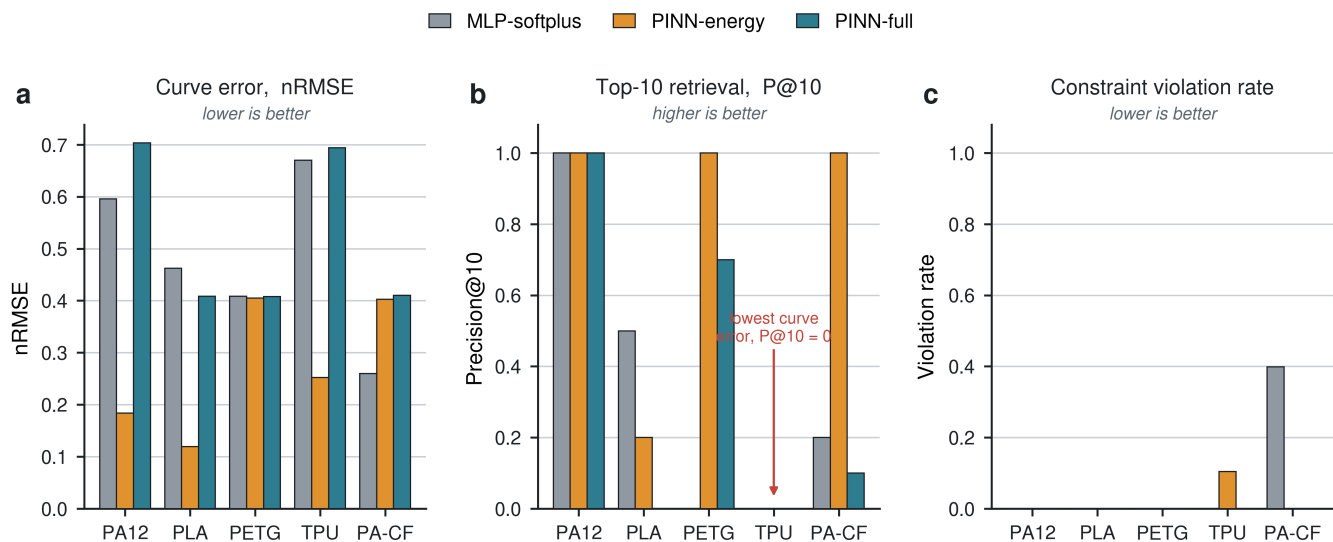 MLP-softplus PINN-energy PINN-full
a
Curve error, nRMSE
lower is better
nRMSE
0.7
0.6
0.5
0.4
0.3
0.2
0.1
0.0
PA12 PLA PETG TPU PA-CF
b
Top-10 retrieval, P@10
higher is better
Precision@10
1.0
0.8
0.6
0.4
0.2
0.0
lowest curve
error, P@10 = 0
PA12 PLA PETG TPU PA-CF
c
Constraint violation rate
lower is better
Violation rate
1.0
0.8
0.6
0.4
0.2
0.0
PA12 PLA PETG TPU PA-CF